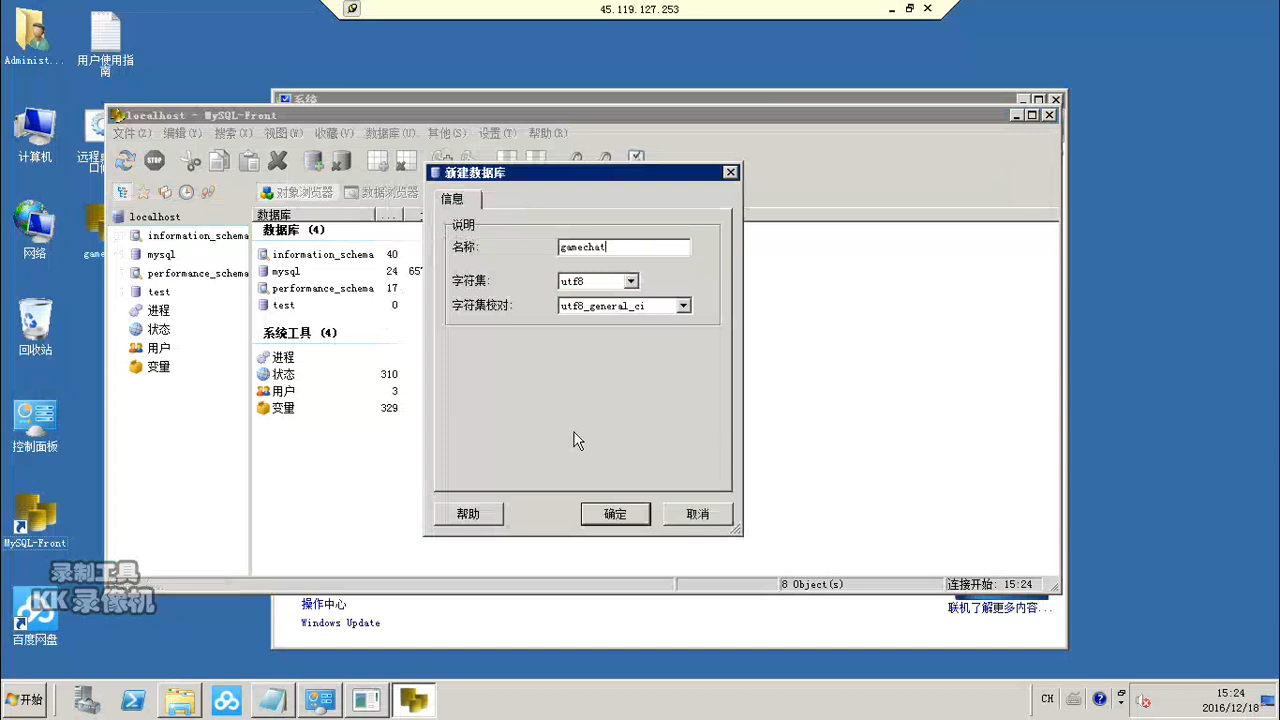 45.119.127.253
Administ...
用户使用指南
计算机
网络
回收站
控制面板
MySQL-Front
百度网盘
系统
localhost - MySQL-Front
文件(Z) 编辑(Y) 搜索(X) 视图(W) 收藏(V) 数据库(U) 其他(S) 设置(T) 帮助(R)
STOP
对象浏览器 数据浏览器
localhost
information_schema
mysql
performance_schema
test
进程
状态
用户
变量
数据库 ...
数据库 (4)
information_schema 40
mysql 24
performance_schema 17
test 0
系统工具 (4)
进程
状态 310
用户 3
变量 329
新建数据库
信息
说明
名称: gamechat
字符集: utf8
字符集校对: utf8_general_ci
帮助 确定 取消
8 Object(s) 连接开始: 15:24
操作中心
Windows Update
联机了解更多内容...
录制工具
KK录像机
开始
CH
15:24
2016/12/18